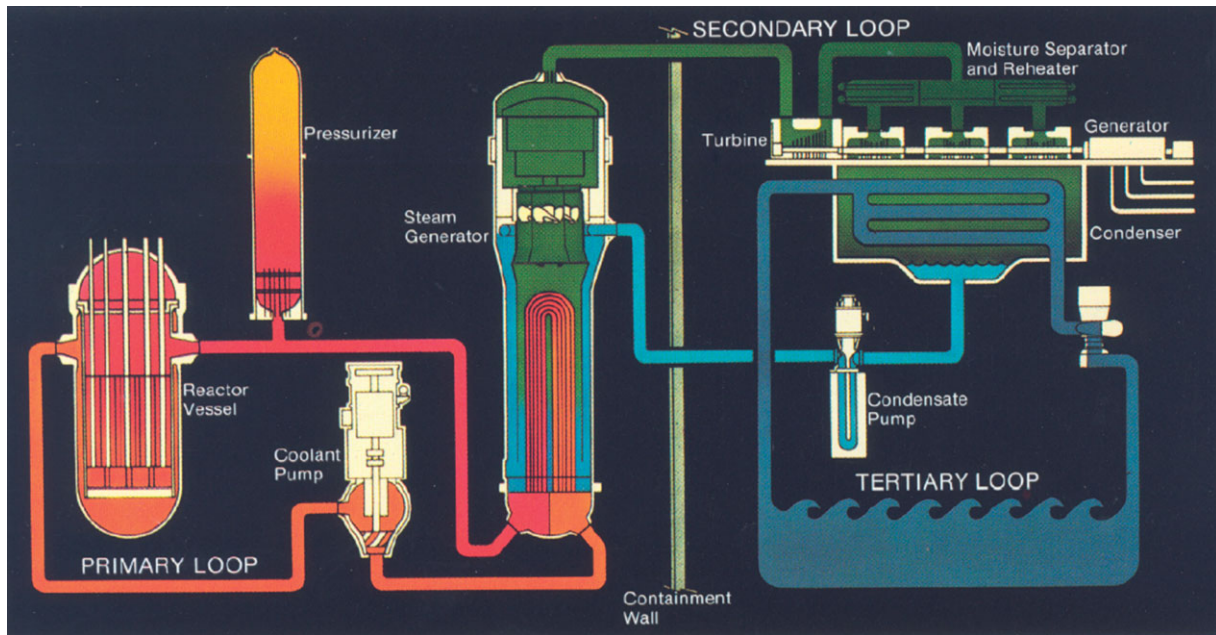 SECONDARY LOOP
Moisture Separator
and Reheater
Pressurizer
Turbine
Generator
Steam
Generator
Condenser
Reactor
Vessel
Coolant
Pump
Condensate
Pump
TERTIARY LOOP
PRIMARY LOOP
Containment
Wall